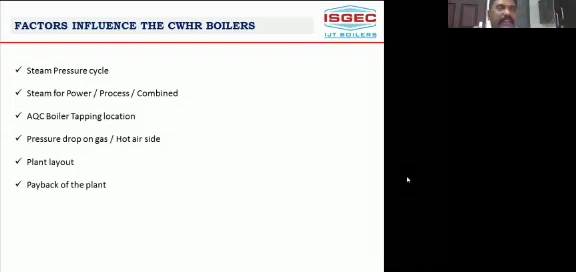 FACTORS INFLUENCE THE CWHR BOILERS
ISGEC
IJT BOILERS
✓ Steam Pressure cycle
✓ Steam for Power / Process / Combined
✓ AQC Boiler Tapping location
✓ Pressure drop on gas / Hot air side
✓ Plant layout
✓ Payback of the plant